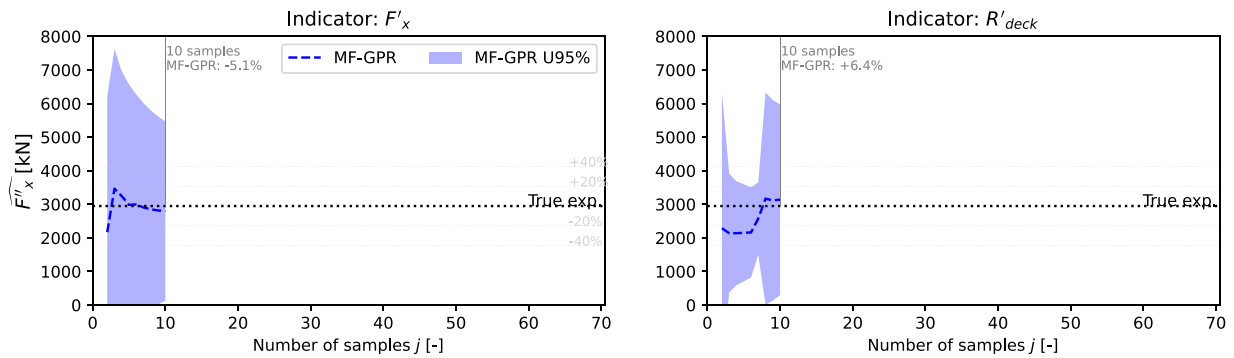 Indicator: F′x
8000
7000
6000
5000
4000
3000
2000
1000
0
F″x [kN]
10 samples
MF-GPR: -5.1%
MF-GPR
MF-GPR U95%
+40%
+20%
True exp.
-20%
-40%
0 10 20 30 40 50 60 70
Number of samples j [-]
Indicator: R′deck
8000
7000
6000
5000
4000
3000
2000
1000
0
10 samples
MF-GPR: +6.4%
True exp.
0 10 20 30 40 50 60 70
Number of samples j [-]